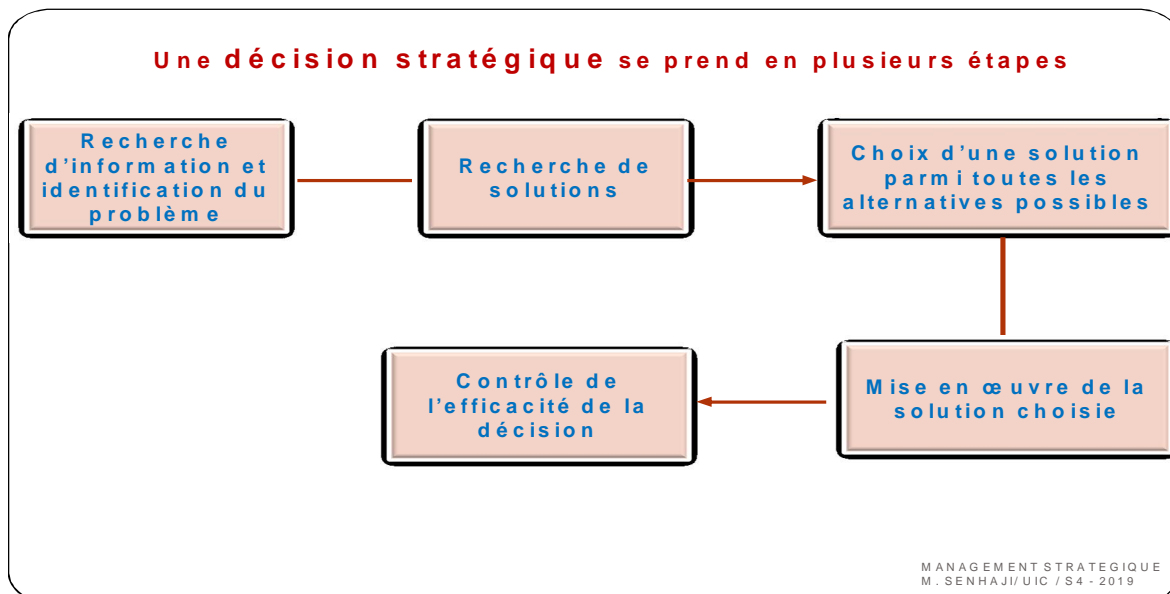 Une décision stratégique se prend en plusieurs étapes
Recherche
d'information et
identification du
problème
Recherche de
solutions
Choix d'une solution
parmi toutes les
alternatives possibles
Contrôle de
l'efficacité de la
décision
Mise en œuvre de la
solution choisie
MANAGEMENT STRATEGIQUE
M. SENHAJI/ UIC / S4 - 2019